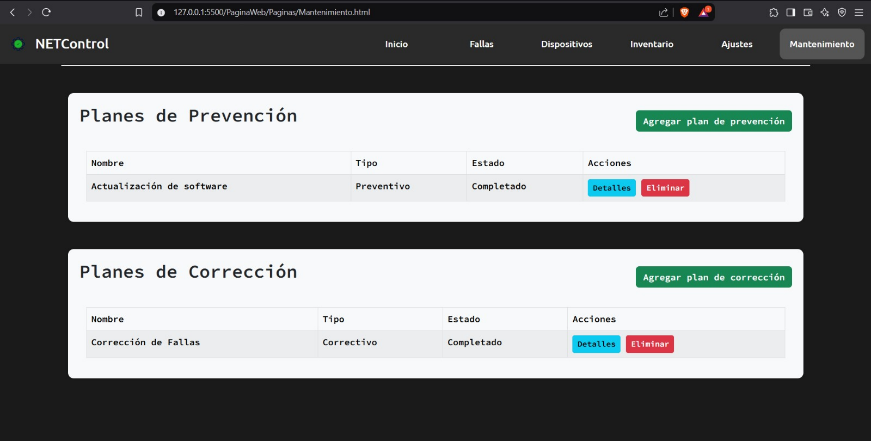 127.0.0.1:5500/PaginaWeb/Paginas/Mantenimiento.html
NETControl Inicio Fallas Dispositivos Inventario Ajustes Mantenimiento
Planes de Prevención
Agregar plan de prevención
Nombre Tipo Estado Acciones
Actualización de software Preventivo Completado Detalles Eliminar
Planes de Corrección
Agregar plan de corrección
Nombre Tipo Estado Acciones
Corrección de Fallas Correctivo Completado Detalles Eliminar